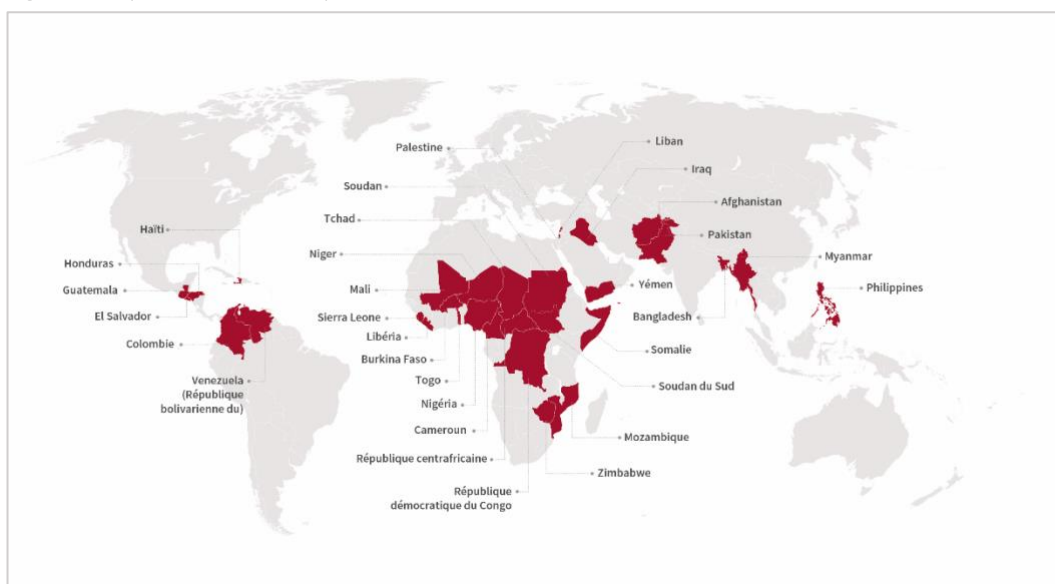 Palestine
Liban
Iraq
Soudan
Afghanistan
Tchad
Pakistan
Haïti
Niger
Myanmar
Honduras
Mali
Yémen
Philippines
Guatemala
El Salvador
Sierra Leone
Bangladesh
Libéria
Colombie
Burkina Faso
Somalie
Togo
Soudan du Sud
Venezuela
(République
bolivarienne du)
Nigéria
Cameroun
Mozambique
République centrafricaine
Zimbabwe
République
démocratique du Congo